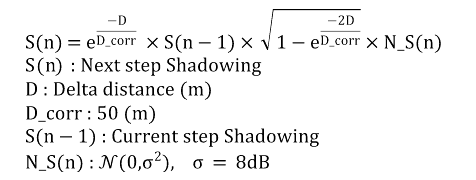 S(n) = e^(-D/D_corr) × S(n − 1) × √(1 − e^(-2D/D_corr)) × N_S(n)
S(n) : Next step Shadowing
D : Delta distance (m)
D_corr : 50 (m)
S(n − 1) : Current step Shadowing
N_S(n) : 𝒩(0,σ²), σ = 8dB